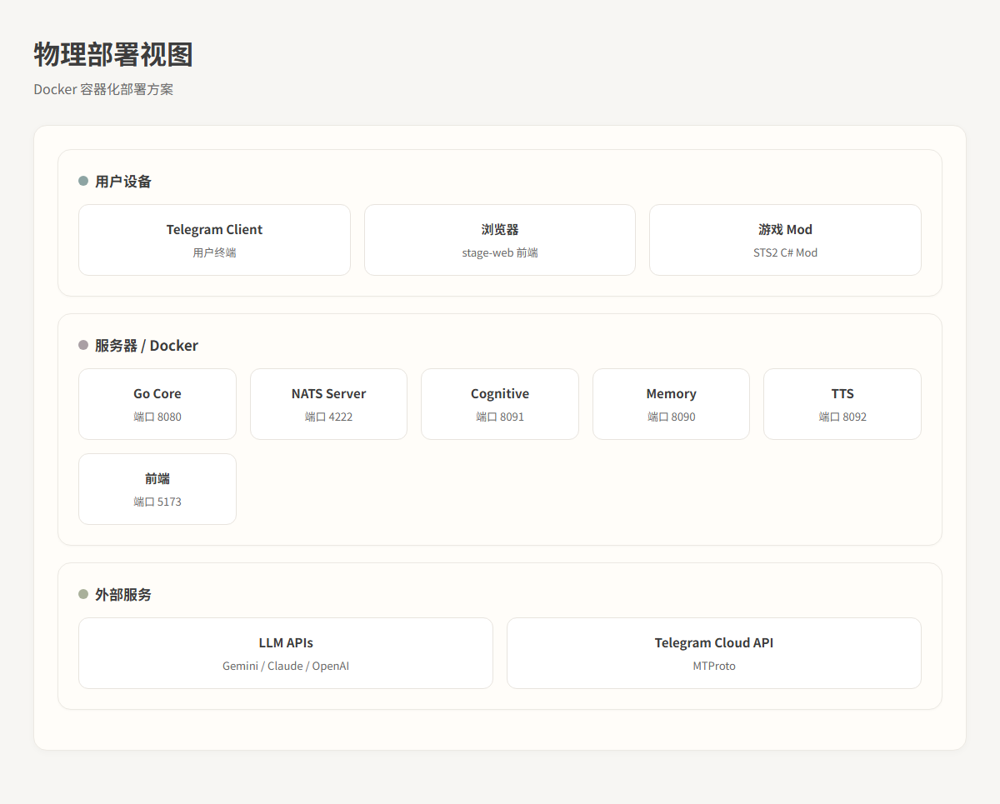 物理部署视图
Docker 容器化部署方案
用户设备
Telegram Client
用户终端
浏览器
stage-web 前端
游戏 Mod
STS2 C# Mod
服务器 / Docker
Go Core
端口 8080
NATS Server
端口 4222
Cognitive
端口 8091
Memory
端口 8090
TTS
端口 8092
前端
端口 5173
外部服务
LLM APIs
Gemini / Claude / OpenAI
Telegram Cloud API
MTProto